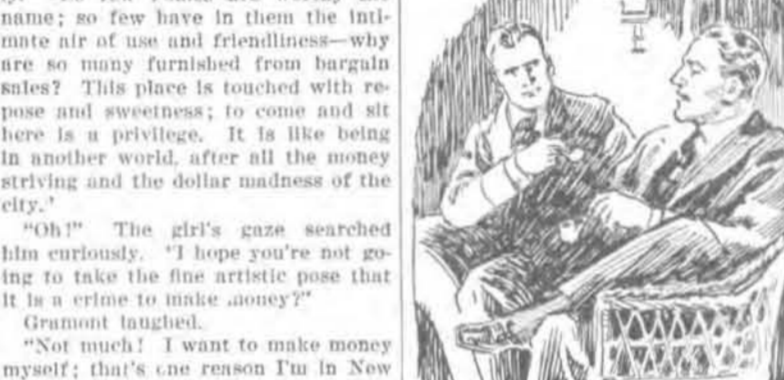 name; so few have in them the inti-
mate air of use and friendliness—why
are so many furnished from bargain
sales? This place is touched with re-
pose and sweetness; to come and sit
here is a privilege. It is like being
in another world, after all the money
striving and the dollar madness of the
city.'
"Oh!" The girl's gaze searched
him curiously. "I hope you're not go-
ing to take the fine artistic pose that
it is a crime to make money?"
Gramont laughed.
"Not much! I want to make money
myself; that's one reason I'm in New